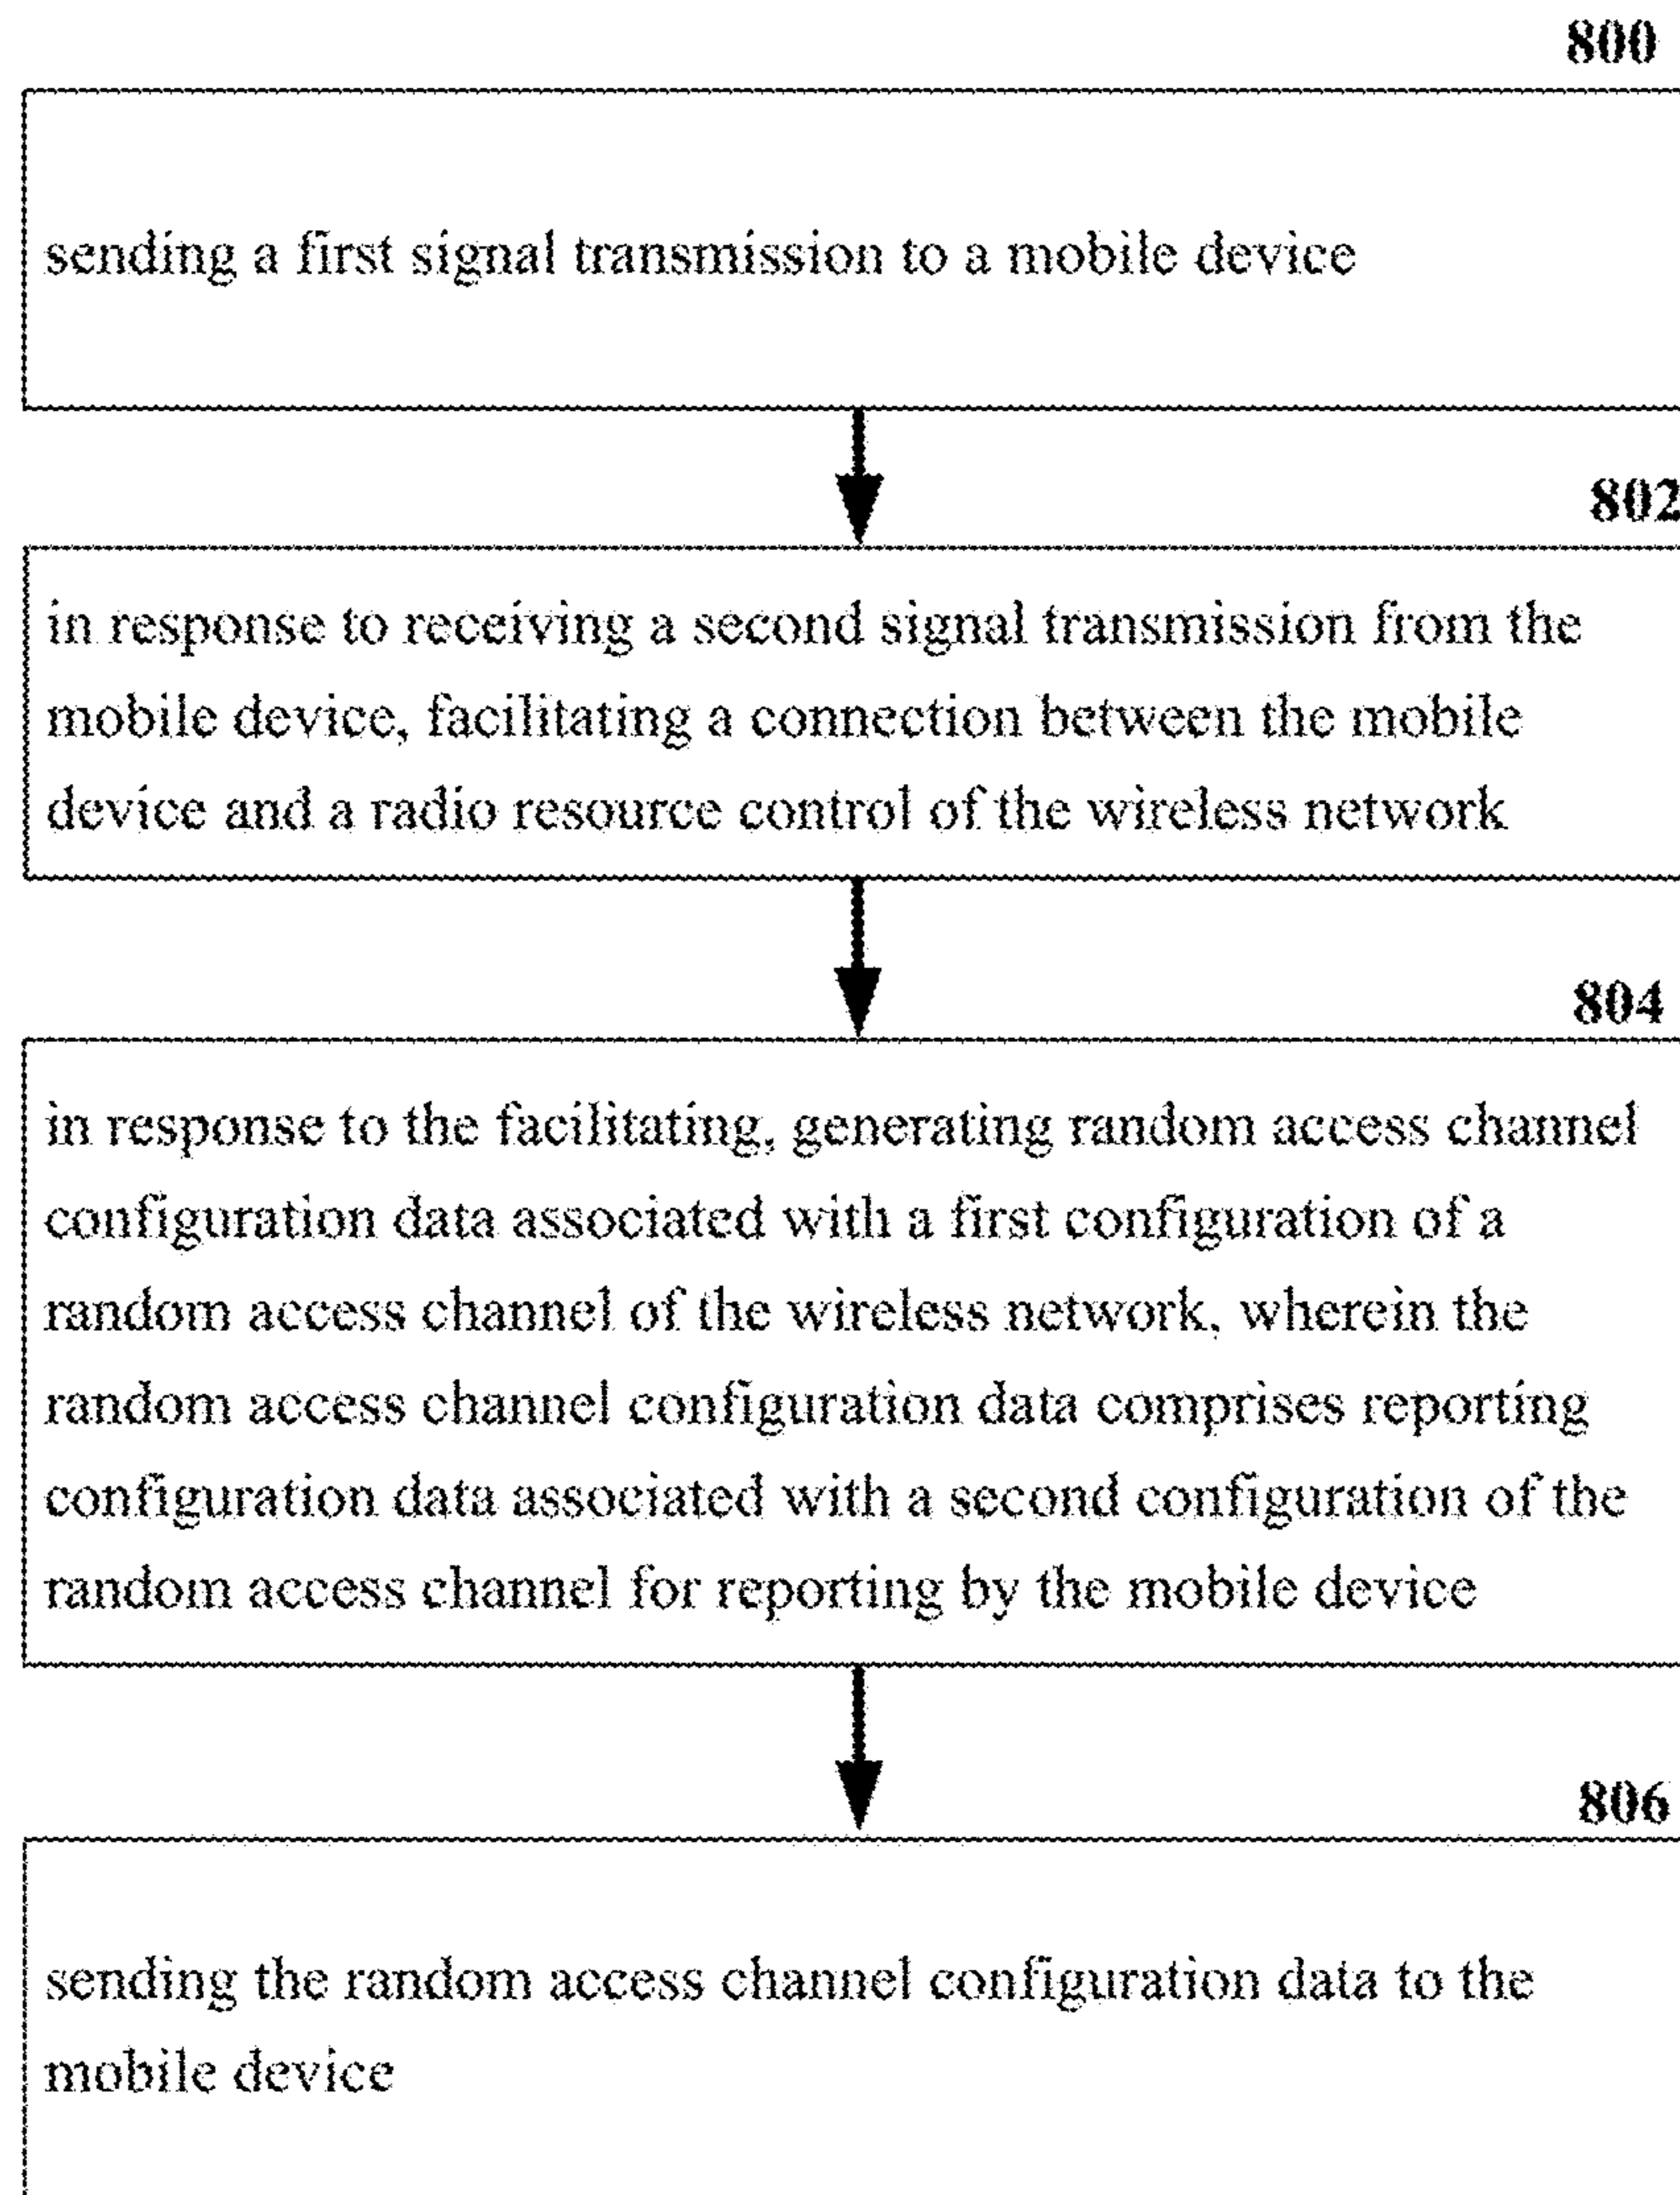 800
sending a first signal transmission to a mobile device
802
in response to receiving a second signal transmission from the
mobile device, facilitating a connection between the mobile
device and a radio resource control of the wireless network
804
in response to the facilitating, generating random access channel
configuration data associated with a first configuration of a
random access channel of the wireless network, wherein the
random access channel configuration data comprises reporting
configuration data associated with a second configuration of the
random access channel for reporting by the mobile device
806
sending the random access channel configuration data to the
mobile device